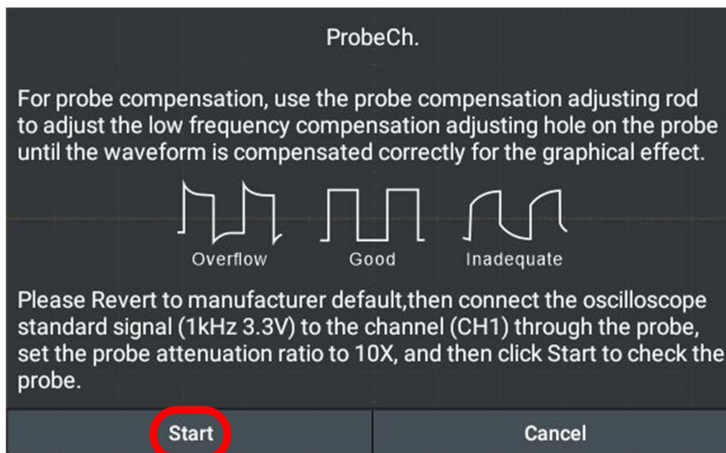 ProbeCh.
For probe compensation, use the probe compensation adjusting rod
to adjust the low frequency compensation adjusting hole on the probe
until the waveform is compensated correctly for the graphical effect.
Overflow Good Inadequate
Please Revert to manufacturer default,then connect the oscilloscope
standard signal (1kHz 3.3V) to the channel (CH1) through the probe,
set the probe attenuation ratio to 10X, and then click Start to check the
probe.
Start Cancel